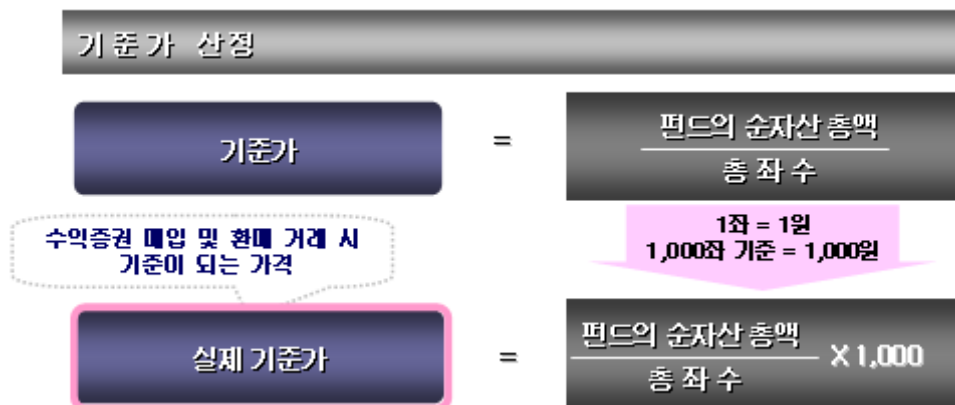 기 준 가 산정
기준가
=
펀드의 순자산 총액
총 좌 수
수익증권 매입 및 환매 거래 시
기준이 되는 가격
1좌 = 1원
1,000좌 기준 = 1,000원
실제 기준가
=
펀드의 순자산 총액
총 좌 수
X 1,000